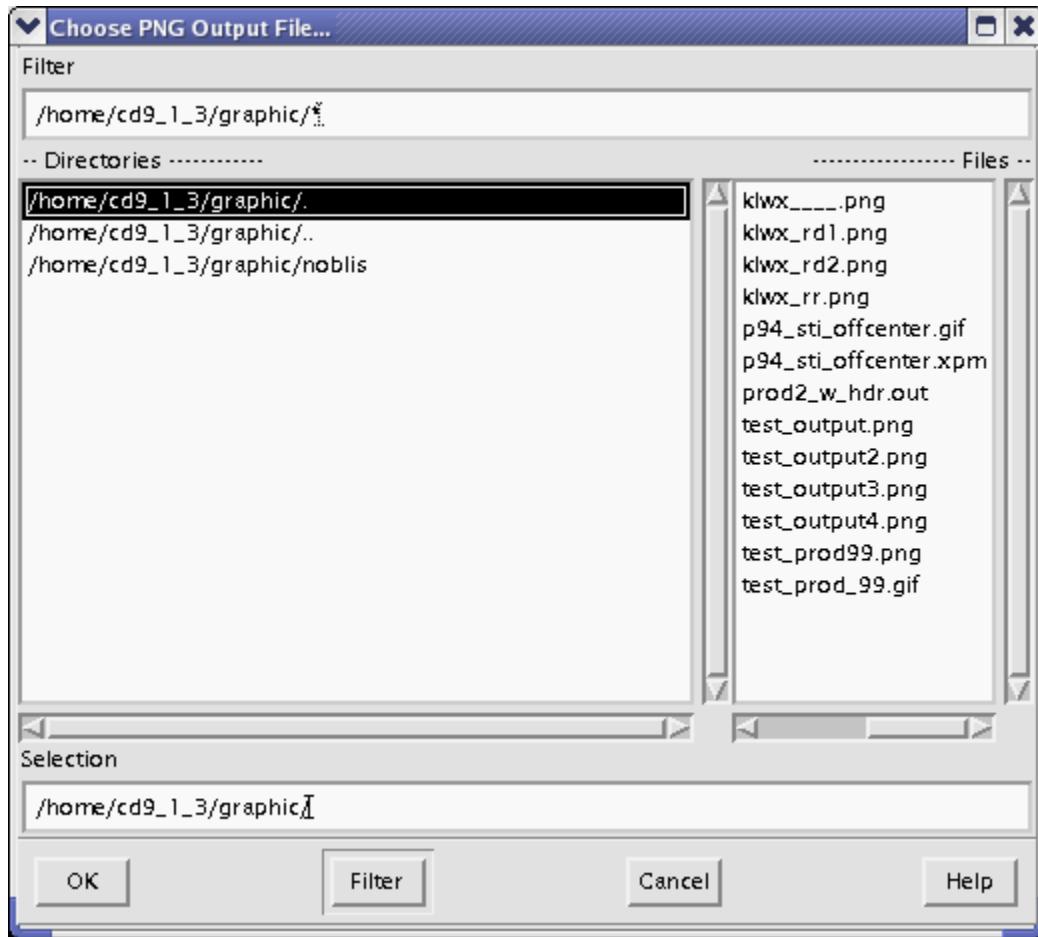 Choose PNG Output File...
Filter
/home/cd9_1_3/graphic/*
-- Directories ------------
------------------ Files --
/home/cd9_1_3/graphic/.
/home/cd9_1_3/graphic/..
/home/cd9_1_3/graphic/noblis
klwx____.png
klwx_rd1.png
klwx_rd2.png
klwx_rr.png
p94_sti_offcenter.gif
p94_sti_offcenter.xpm
prod2_w_hdr.out
test_output.png
test_output2.png
test_output3.png
test_output4.png
test_prod99.png
test_prod_99.gif
Selection
/home/cd9_1_3/graphic/
OK
Filter
Cancel
Help